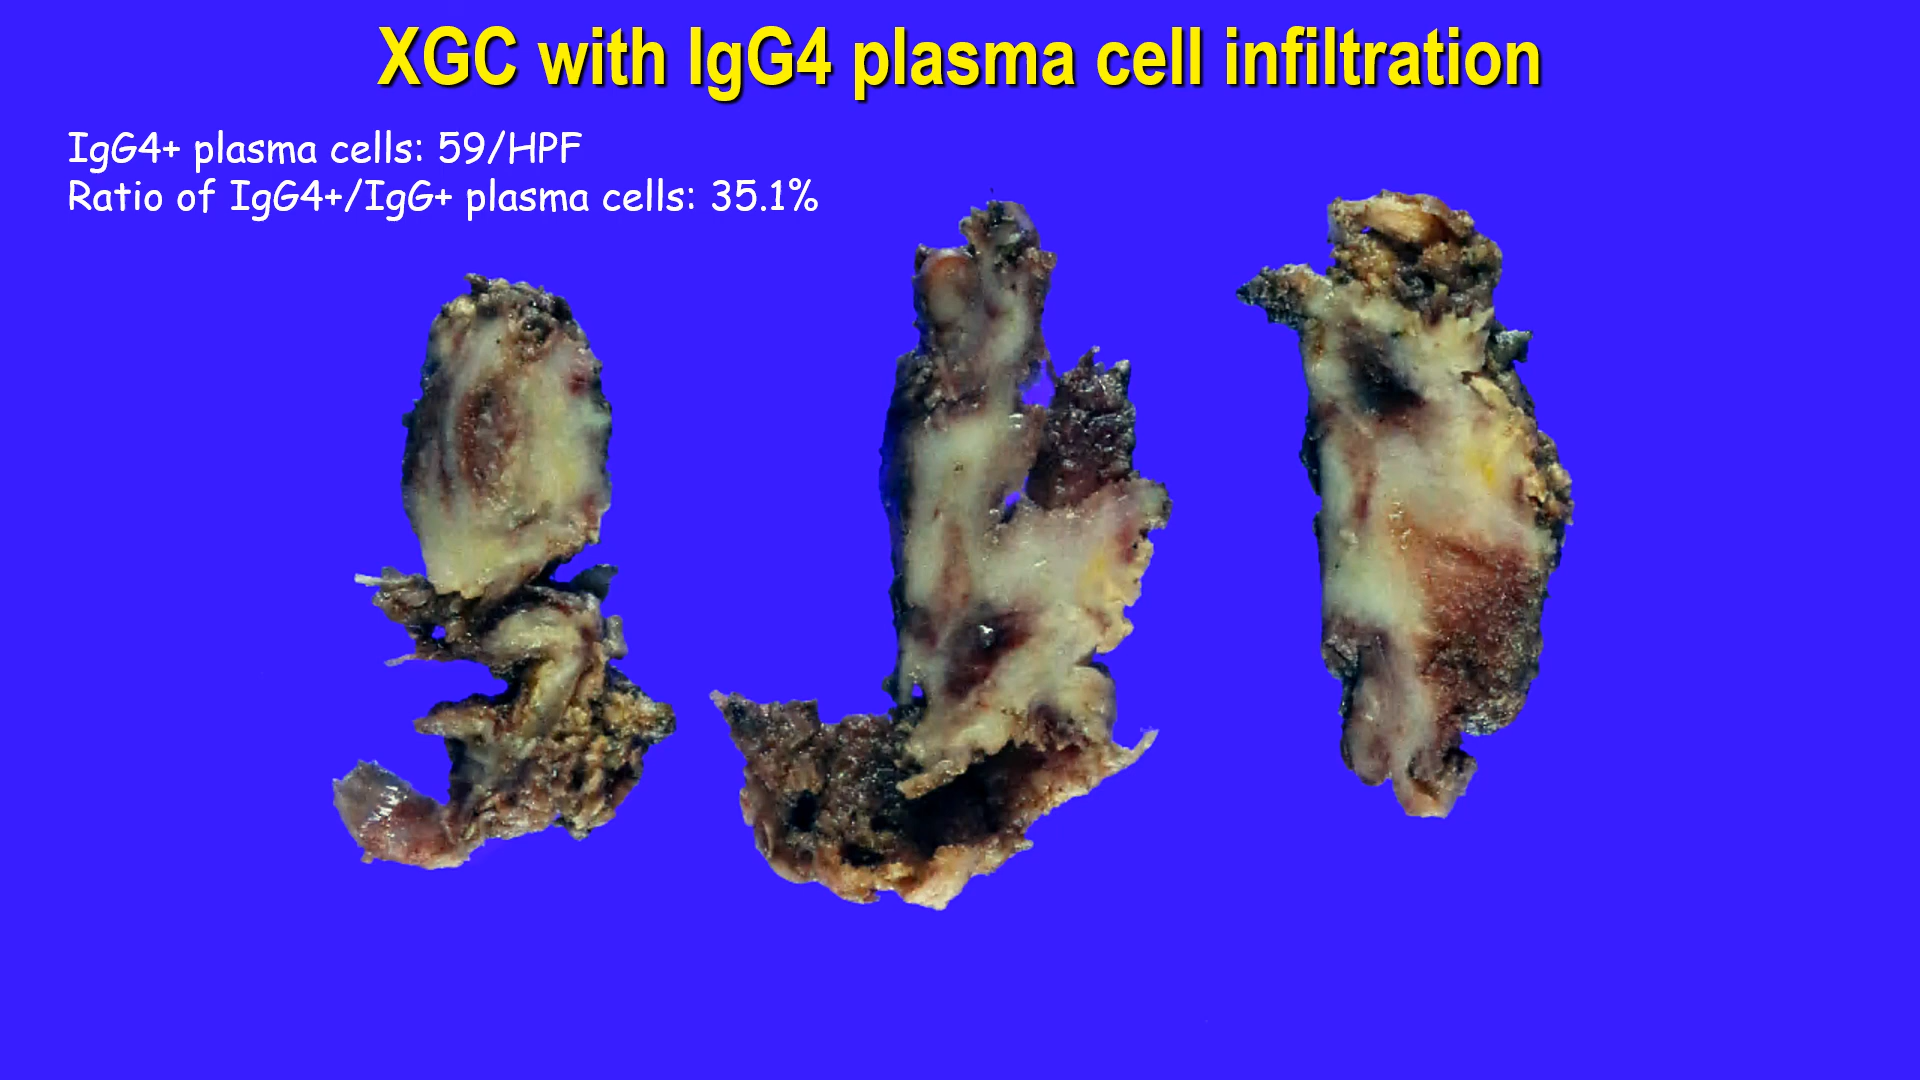 XGC with IgG4 plasma cell infiltration
IgG4+ plasma cells: 59/HPF
Ratio of IgG4+/IgG+ plasma cells: 35.1%